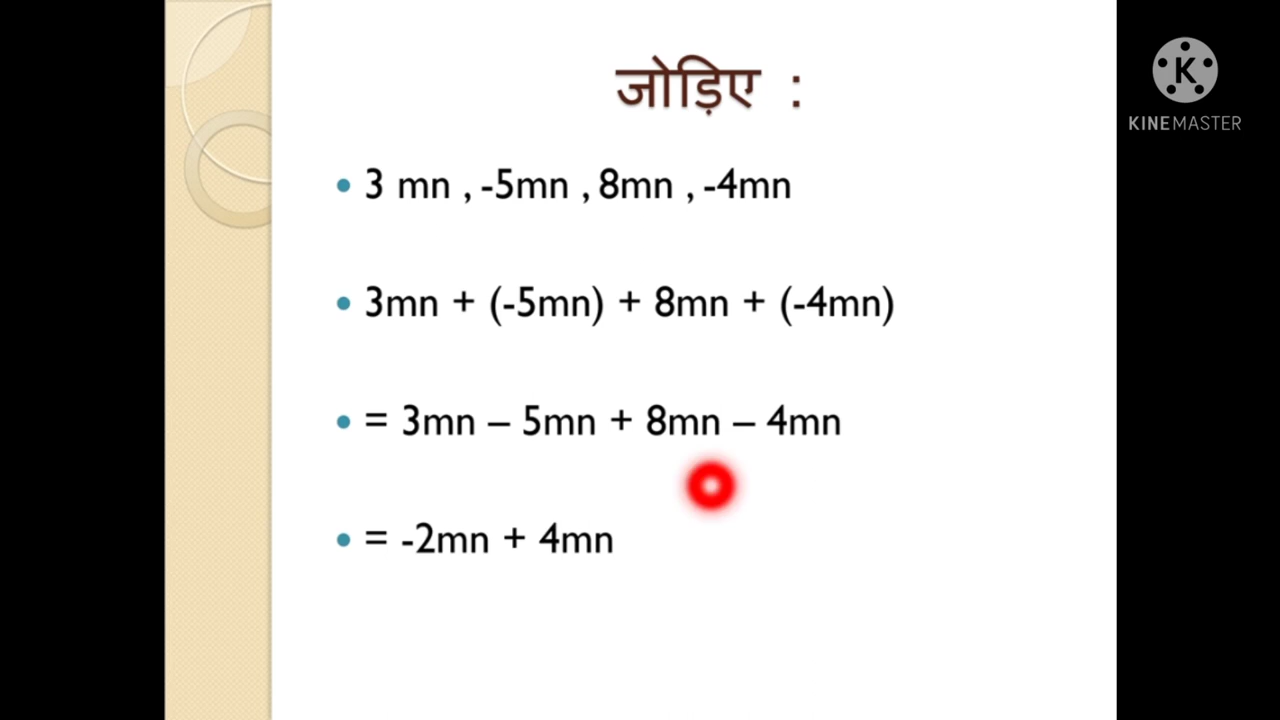 जोड़िए :
3 mn , -5mn , 8mn , -4mn
3mn + (-5mn) + 8mn + (-4mn)
= 3mn – 5mn + 8mn – 4mn
= -2mn + 4mn
K
KINEMASTER